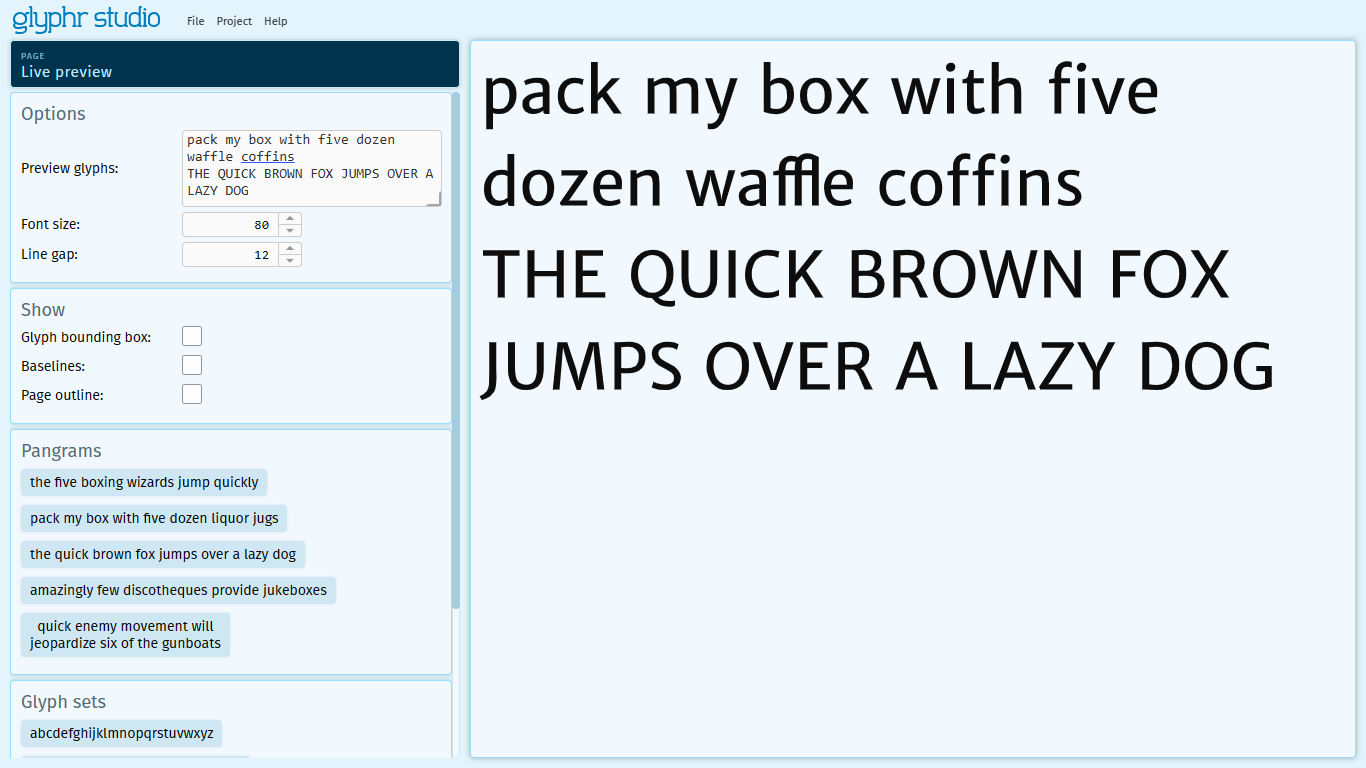 glyphr studio
File Project Help
PAGE
Live preview
Options
Preview glyphs:
pack my box with five dozen
waffle coffins
THE QUICK BROWN FOX JUMPS OVER A
LAZY DOG
Font size:
80
Line gap:
12
Show
Glyph bounding box:
Baselines:
Page outline:
Pangrams
the five boxing wizards jump quickly
pack my box with five dozen liquor jugs
the quick brown fox jumps over a lazy dog
amazingly few discotheques provide jukeboxes
quick enemy movement will
jeopardize six of the gunboats
Glyph sets
abcdefghijklmnopqrstuvwxyz
pack my box with five
dozen waffle coffins
THE QUICK BROWN FOX
JUMPS OVER A LAZY DOG